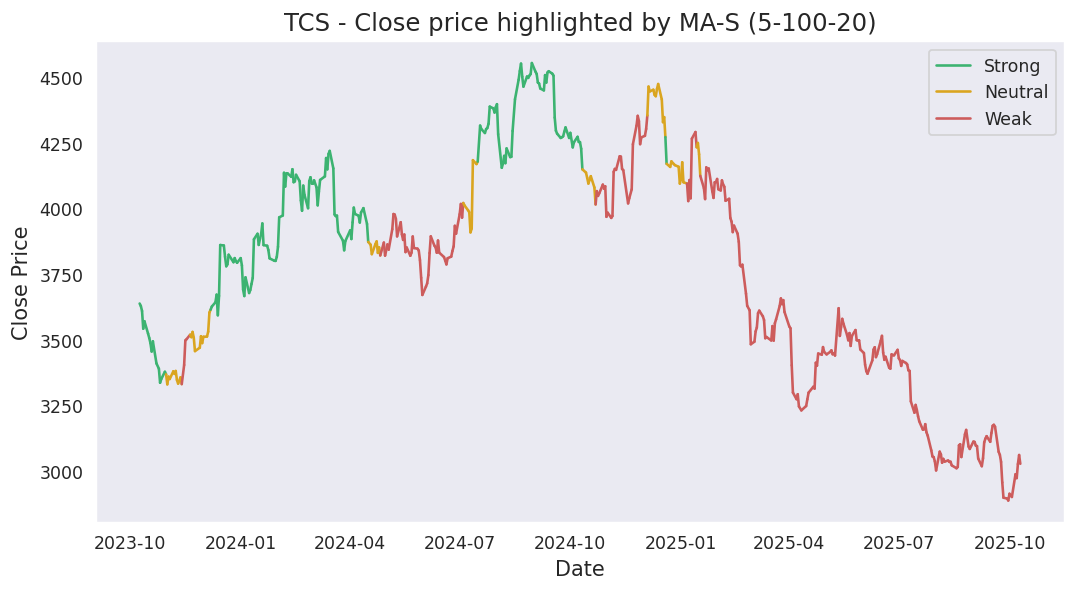 TCS - Close price highlighted by MA-S (5-100-20)
Strong
Neutral
Weak
Close Price
4500
4250
4000
3750
3500
3250
3000
2023-10 2024-01 2024-04 2024-07 2024-10 2025-01 2025-04 2025-07 2025-10
Date